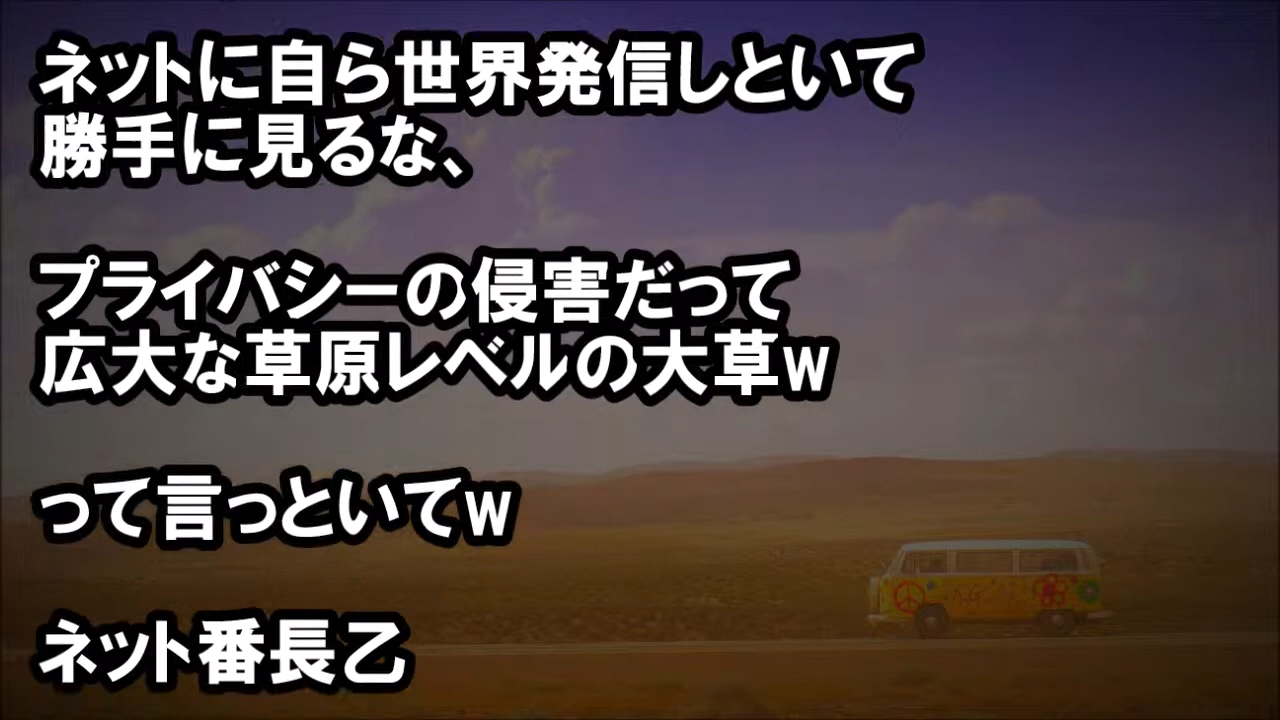 ネットに自ら世界発信しといて
勝手に見るな、
プライバシーの侵害だって
広大な草原レベルの大草w
って言っといてw
ネット番長乙